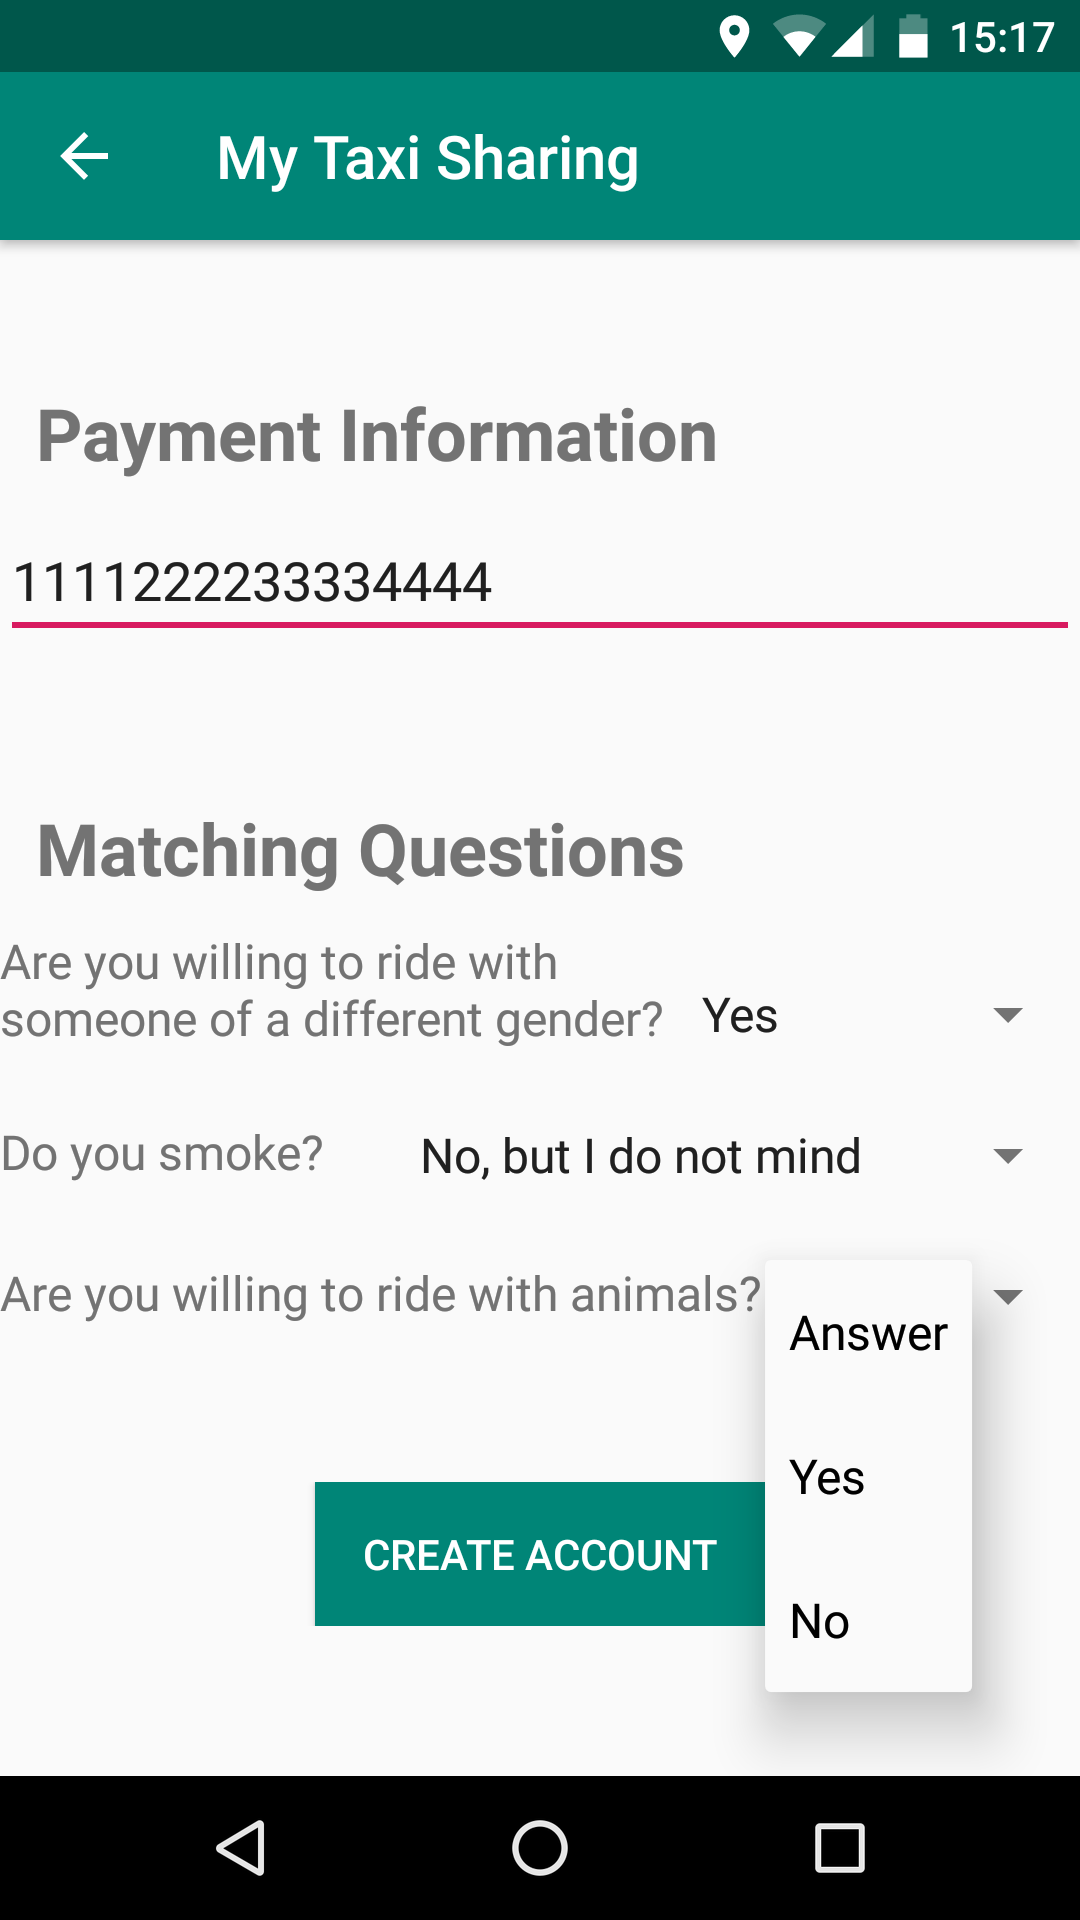 15:17
My Taxi Sharing
Payment Information
1111222233334444
Matching Questions
Are you willing to ride with
someone of a different gender?
Yes
Do you smoke?
No, but I do not mind
Are you willing to ride with animals?
Answer
Yes
No
CREATE ACCOUNT